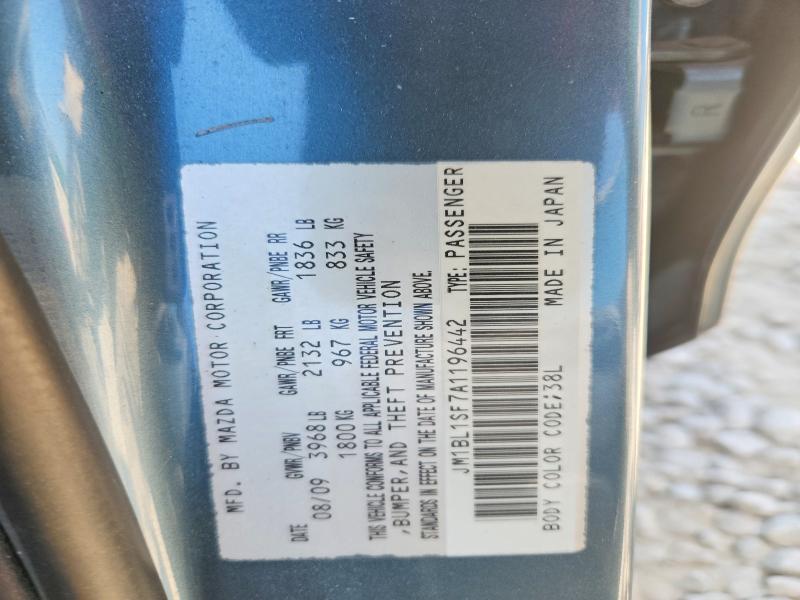 MFD. BY MAZDA MOTOR CORPORATION
DATE GVWR/PNBV GAWR/PNBE FRT GAWR/PNBE RR
08/09 3968 LB 2132 LB 1836 LB
1800 KG 967 KG 833 KG
THIS VEHICLE CONFORMS TO ALL APPLICABLE FEDERAL MOTOR VEHICLE SAFETY
, BUMPER, AND THEFT PREVENTION
STANDARDS IN EFFECT ON THE DATE OF MANUFACTURE SHOWN ABOVE.
JM1BL1SF7A1196442 TYPE: PASSENGER
BODY COLOR CODE;38L MADE IN JAPAN
R